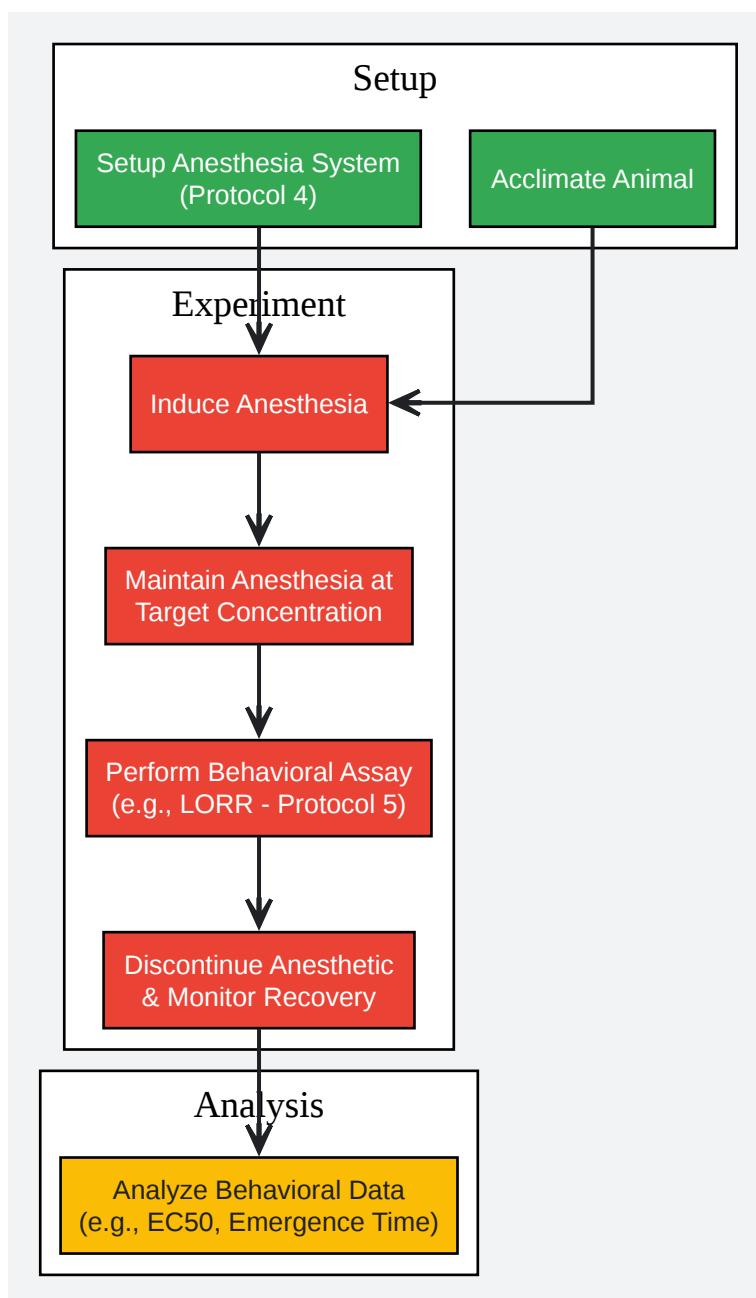 Setup
Setup Anesthesia System
(Protocol 4)
Acclimate Animal
Experiment
Induce Anesthesia
Maintain Anesthesia at
Target Concentration
Perform Behavioral Assay
(e.g., LORR - Protocol 5)
Discontinue Anesthetic
& Monitor Recovery
Analysis
Analyze Behavioral Data
(e.g., EC50, Emergence Time)